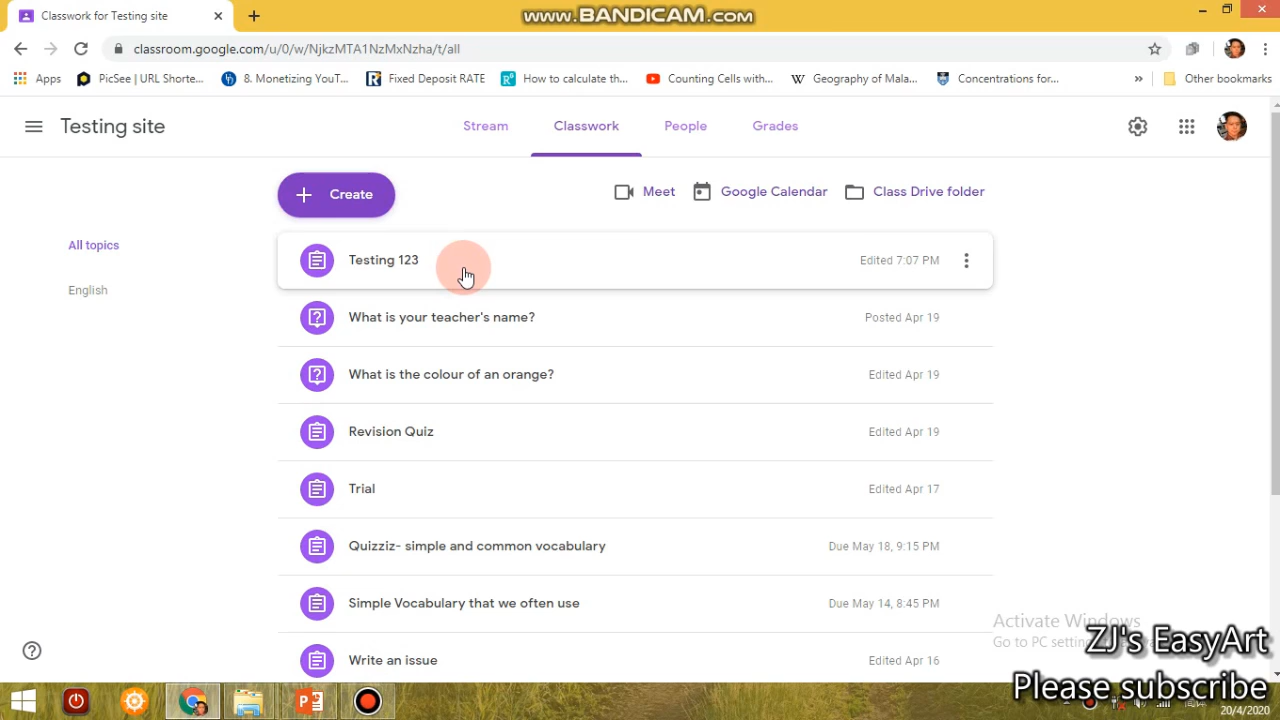 Classwork for Testing site
www.BANDICAM.com
classroom.google.com/u/0/w/NjkzMTA1NzMxNzha/t/all
Apps
PicSee | URL Shorte...
8. Monetizing YouT...
Fixed Deposit RATE
How to calculate th...
Counting Cells with...
Geography of Mala...
Concentrations for...
Other bookmarks
Testing site
Stream
Classwork
People
Grades
Create
Meet
Google Calendar
Class Drive folder
All topics
English
Testing 123
Edited 7:07 PM
What is your teacher's name?
Posted Apr 19
What is the colour of an orange?
Edited Apr 19
Revision Quiz
Edited Apr 19
Trial
Edited Apr 17
Quizziz- simple and common vocabulary
Due May 18, 9:15 PM
Simple Vocabulary that we often use
Due May 14, 8:45 PM
Write an issue
Edited Apr 16
Activate Windows
Go to PC setting
ZJ's EasyArt
Please subscribe
20/4/2020